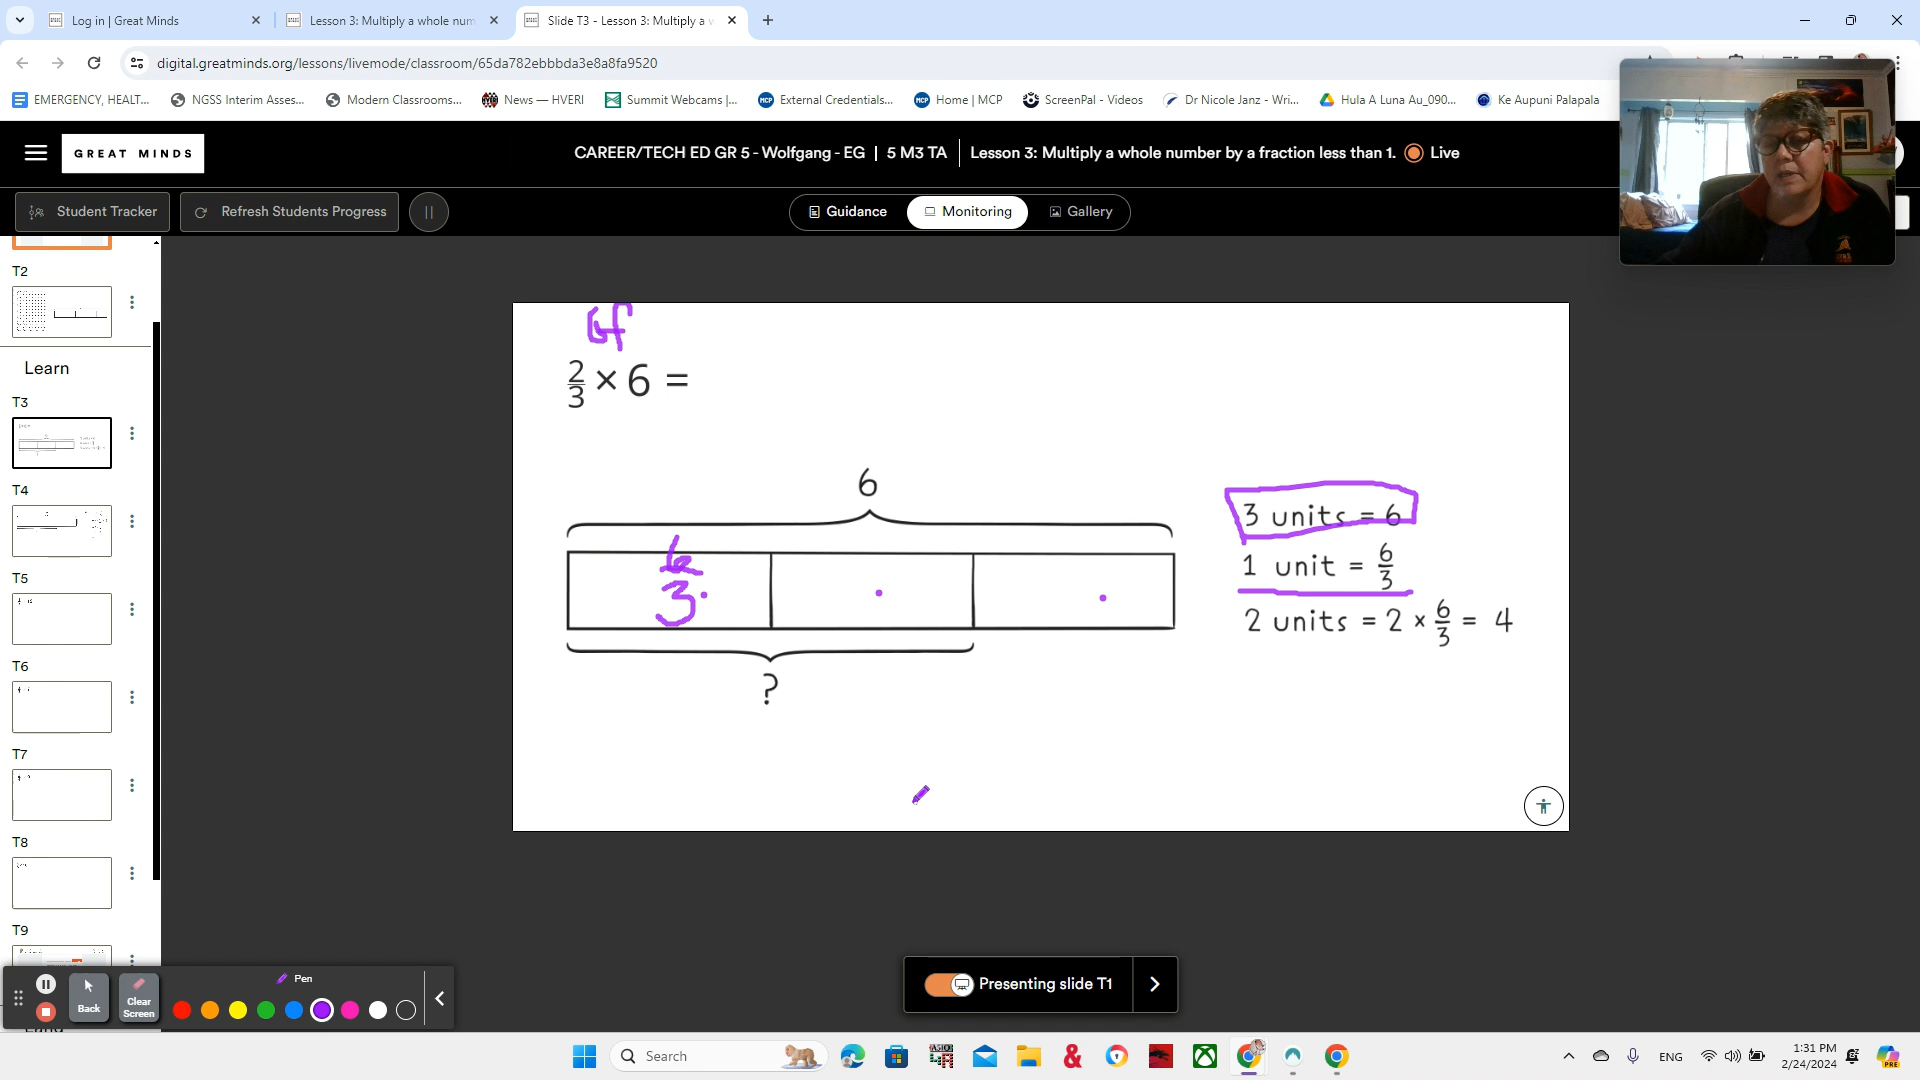 Log in | Great Minds
Lesson 3: Multiply a whole num
Slide T3 - Lesson 3: Multiply a w
digital.greatminds.org/lessons/livemode/classroom/65da782ebbbda3e8a8fa9520
EMERGENCY, HEALT...
NGSS Interim Asses...
Modern Classrooms...
News — HVERI
Summit Webcams |...
External Credentials...
Home | MCP
ScreenPal - Videos
Dr Nicole Janz - Wri...
Hula A Luna Au_090...
Ke Aupuni Palapala
GREAT MINDS
CAREER/TECH ED GR 5 - Wolfgang - EG | 5 M3 TA
Lesson 3: Multiply a whole number by a fraction less than 1.
Live
Student Tracker
Refresh Students Progress
Guidance
Monitoring
Gallery
T2
Learn
T3
T4
T5
T6
T7
T8
T9
of
2/3 × 6 =
6
6/3
?
3 units = 6
1 unit = 6/3
2 units = 2 × 6/3 = 4
Presenting slide T1
Pen
Back
Clear
Screen
Search
ENG
1:31 PM
2/24/2024